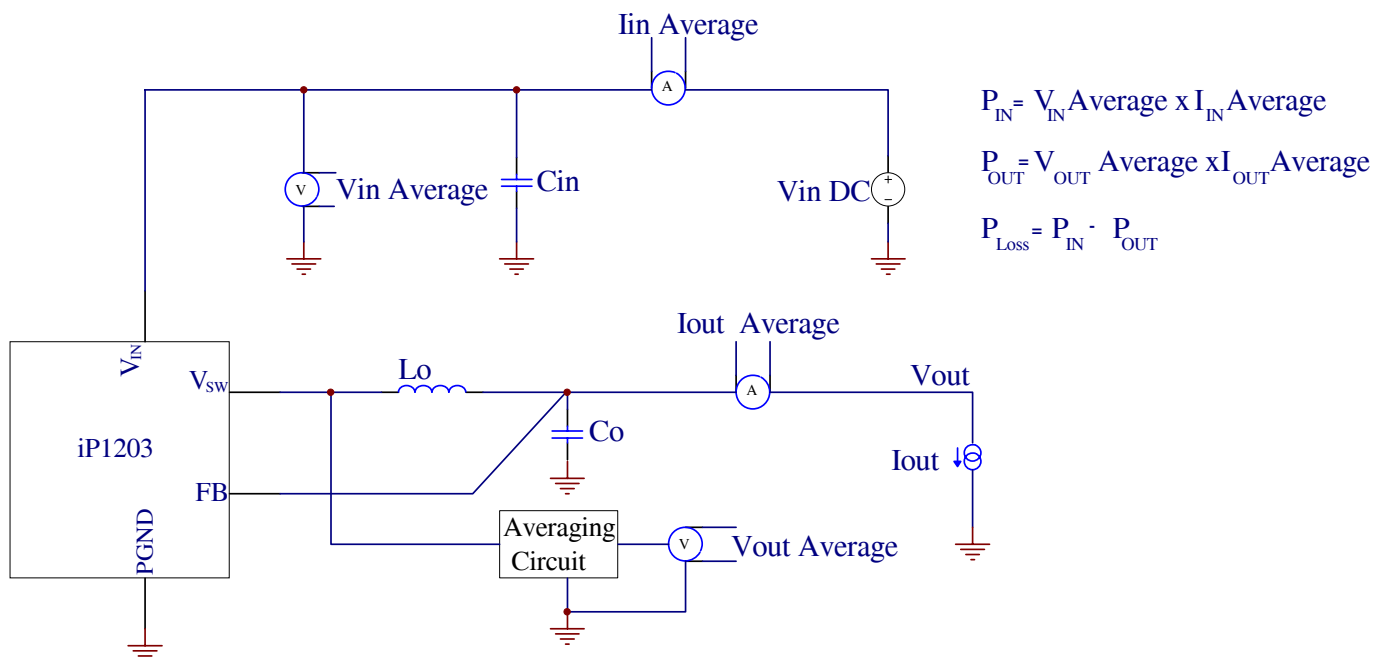 Iin Average
A
P_IN= V_IN Average x I_IN Average
P_OUT= V_OUT Average xI_OUT Average
P_Loss= P_IN - P_OUT
V
Vin Average
Cin
Vin DC
+
−
Iout Average
V_IN
V_SW
Lo
A
Vout
iP1203
Co
Iout
FB
PGND
Averaging
Circuit
V
Vout Average